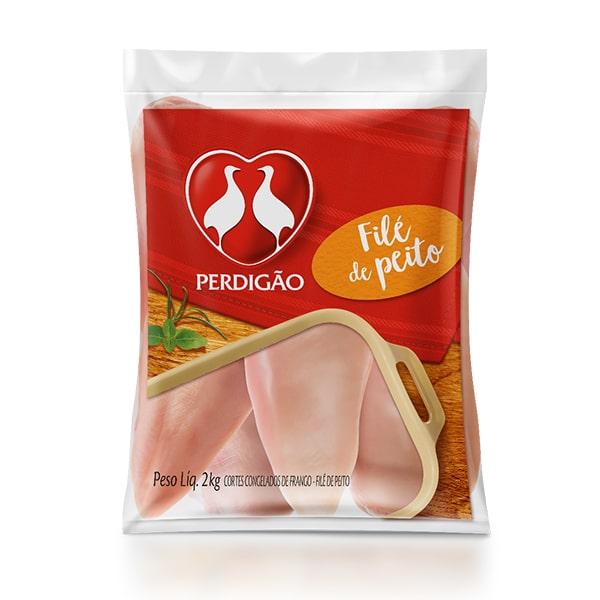 PERDIGÃO
Filé
de peito
Peso Líq. 2kg CORTES CONGELADOS DE FRANGO - FILÉ DE PEITO